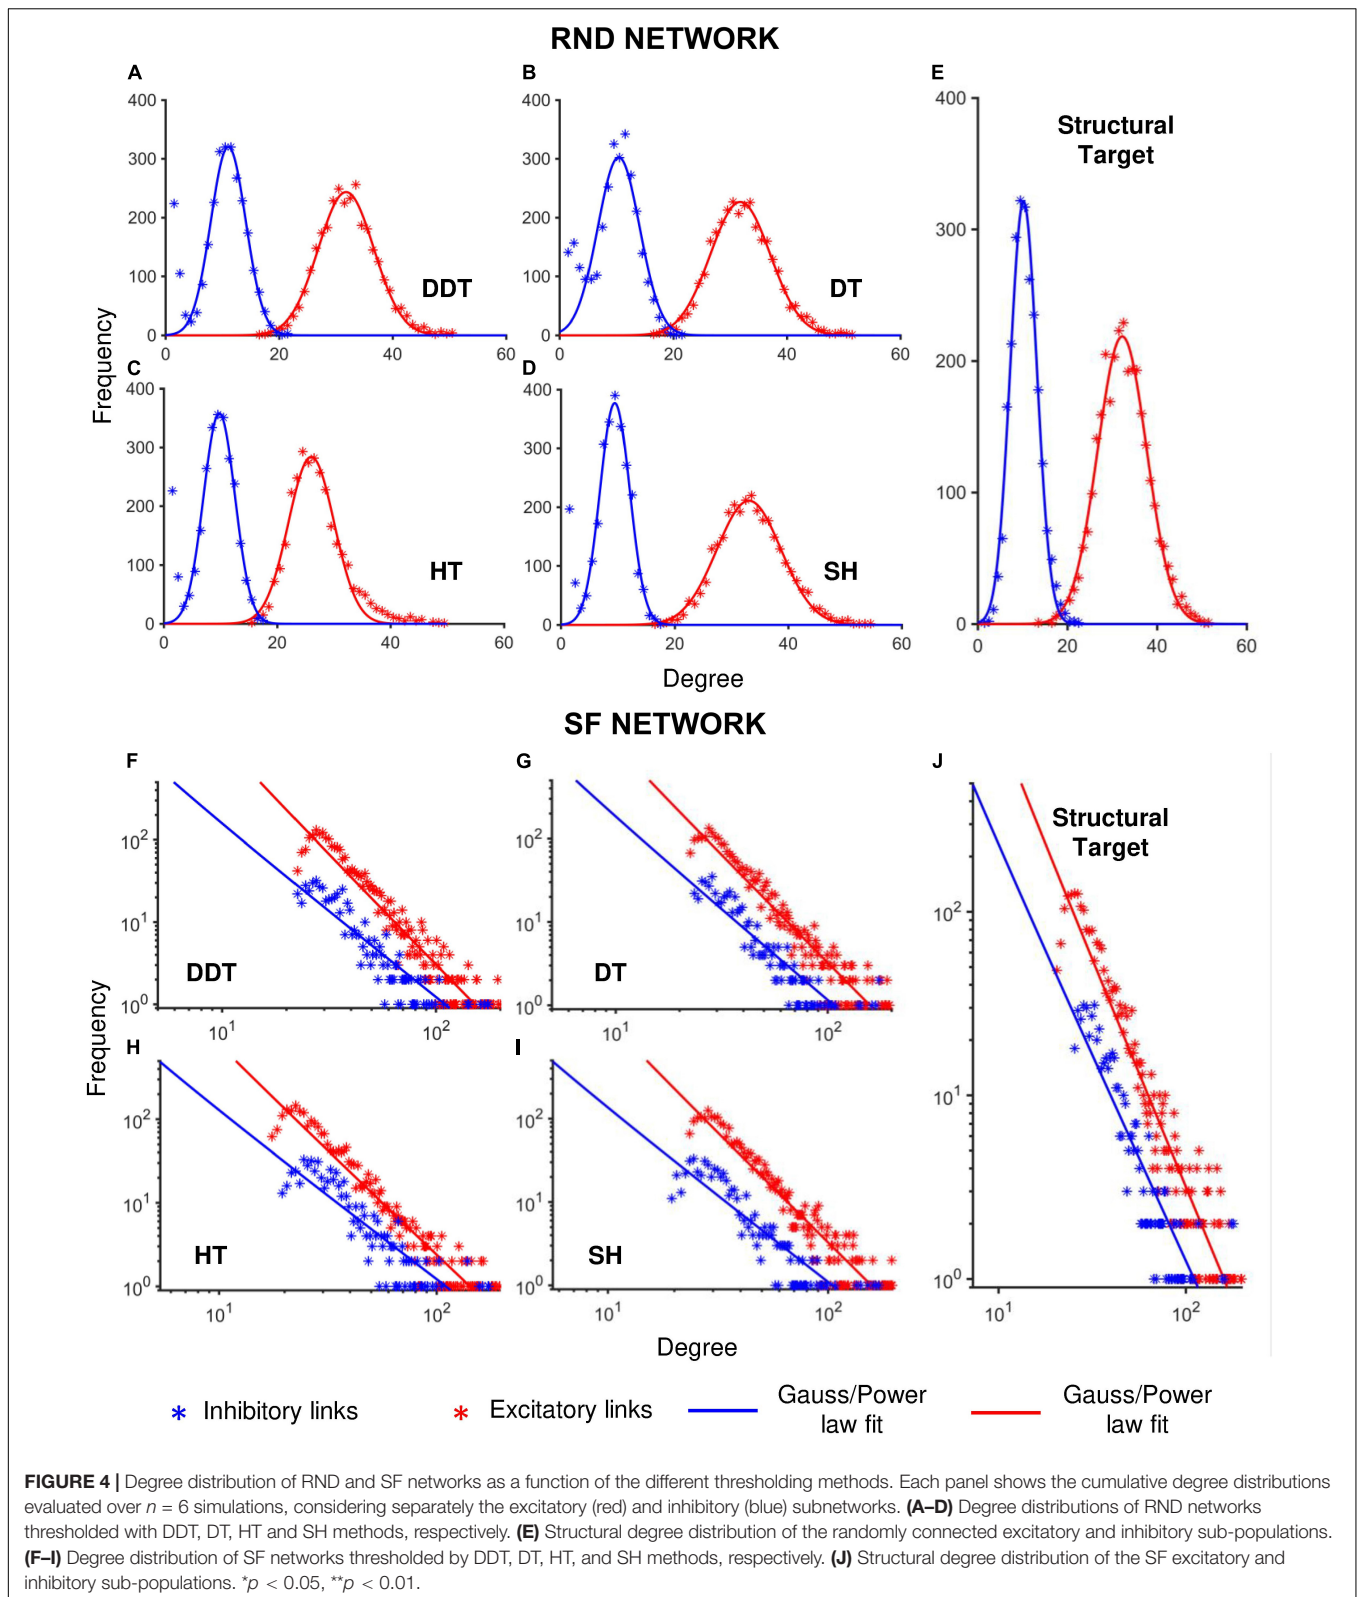 RND NETWORK
A
B
E
400
300
200
100
0
0
20
40
60
DDT
400
300
200
100
0
0
20
40
60
DT
400
300
200
100
0
0
20
40
60
Structural
Target
Frequency
C
D
400
300
200
100
0
0
20
40
60
HT
400
300
200
100
0
0
20
40
60
SH
Degree
SF NETWORK
F
G
J
10²
10¹
10⁰
10¹
10²
DDT
10²
10¹
10⁰
10¹
10²
DT
10²
10¹
10⁰
10¹
10²
Structural
Target
Frequency
H
I
10²
10¹
10⁰
10¹
10²
HT
10²
10¹
10⁰
10¹
10²
SH
Degree
* Inhibitory links
* Excitatory links
Gauss/Power
law fit
Gauss/Power
law fit
FIGURE 4 | Degree distribution of RND and SF networks as a function of the different thresholding methods. Each panel shows the cumulative degree distributions
evaluated over n = 6 simulations, considering separately the excitatory (red) and inhibitory (blue) subnetworks. (A–D) Degree distributions of RND networks
thresholded with DDT, DT, HT and SH methods, respectively. (E) Structural degree distribution of the randomly connected excitatory and inhibitory sub-populations.
(F–I) Degree distribution of SF networks thresholded by DDT, DT, HT, and SH methods, respectively. (J) Structural degree distribution of the SF excitatory and
inhibitory sub-populations. *p < 0.05, **p < 0.01.